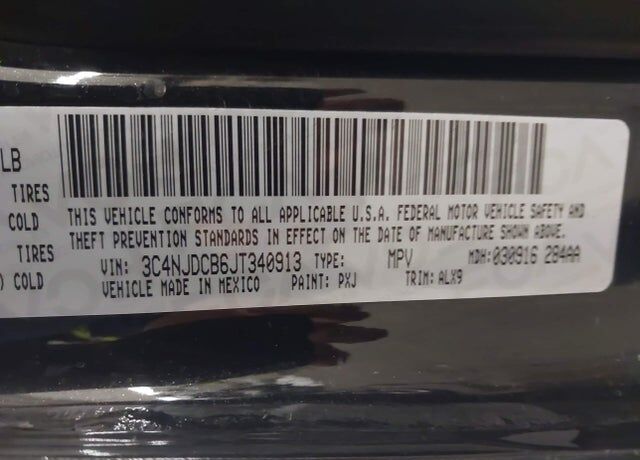 LB
TIRES
COLD
TIRES
) COLD
THIS VEHICLE CONFORMS TO ALL APPLICABLE U.S.A. FEDERAL MOTOR VEHICLE SAFETY AND
THEFT PREVENTION STANDARDS IN EFFECT ON THE DATE OF MANUFACTURE SHOWN ABOVE.
VIN: 3C4NJDCB6JT340913 TYPE: MPV MDH:030916 284AA
VEHICLE MADE IN MEXICO PAINT: PXJ TRIM: ALX9